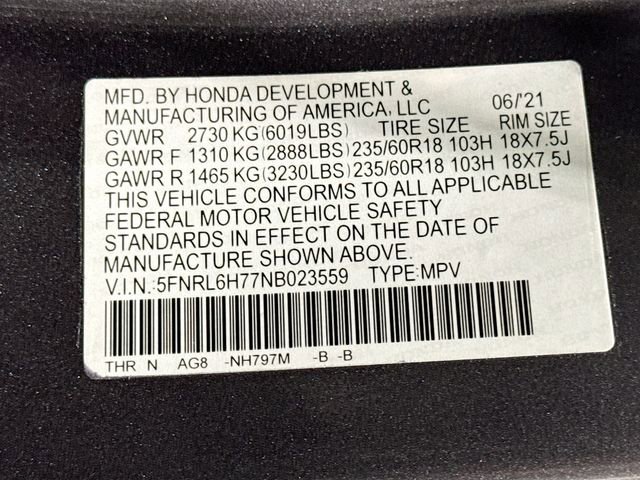 MFD. BY HONDA DEVELOPMENT &
MANUFACTURING OF AMERICA, LLC 06/'21
GVWR 2730 KG(6019LBS) TIRE SIZE RIM SIZE
GAWR F 1310 KG(2888LBS) 235/60R18 103H 18X7.5J
GAWR R 1465 KG(3230LBS) 235/60R18 103H 18X7.5J
THIS VEHICLE CONFORMS TO ALL APPLICABLE
FEDERAL MOTOR VEHICLE SAFETY
STANDARDS IN EFFECT ON THE DATE OF
MANUFACTURE SHOWN ABOVE.
V.I.N.:5FNRL6H77NB023559 TYPE:MPV
THR N AG8 -NH797M -B -B